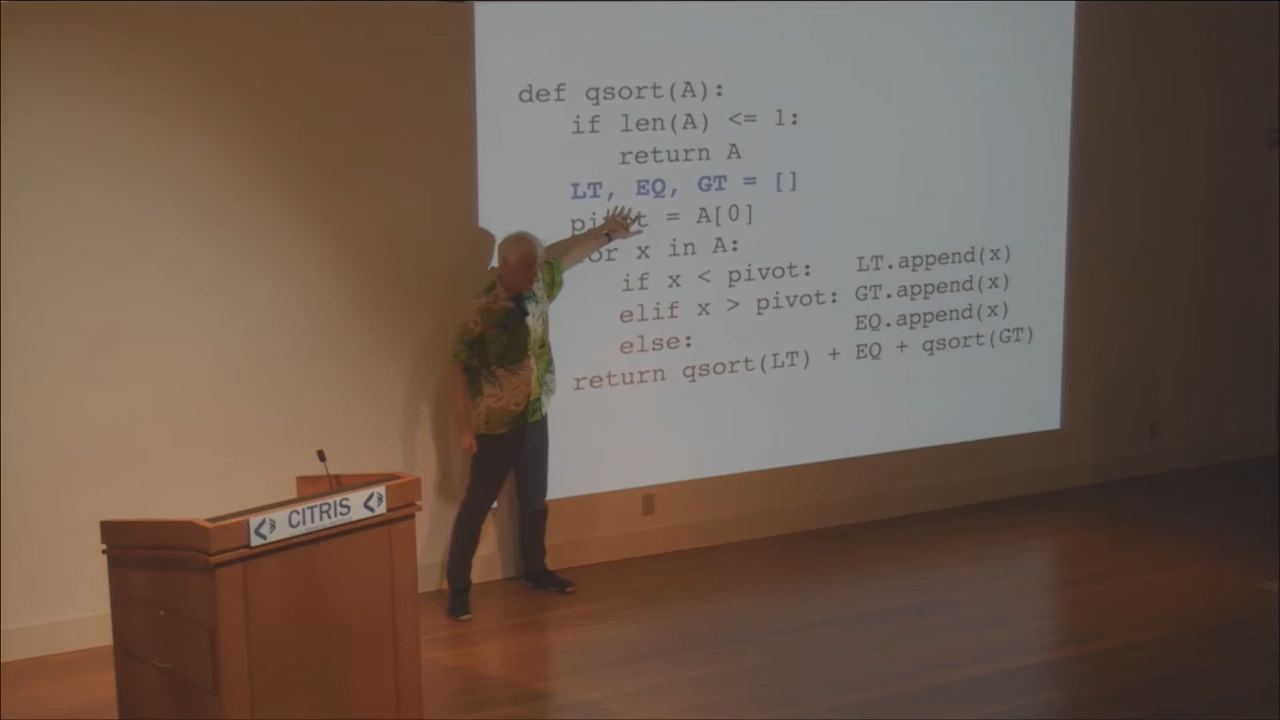 def qsort(A):
if len(A) <= 1:
return A
LT, EQ, GT = []
= A[0]
x in A:
if x < pivot: LT.append(x)
elif x > pivot: GT.append(x)
else: EQ.append(x)
return qsort(LT) + EQ + qsort(GT)
CITRIS